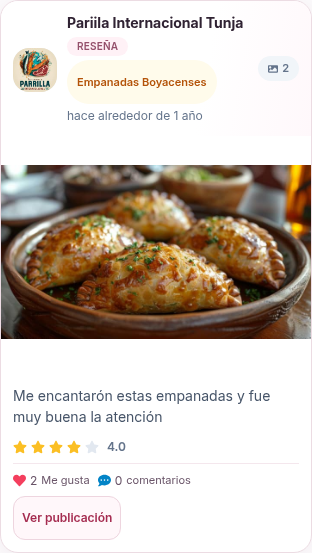 Pariila Internacional Tunja
RESEÑA
PARRILLA
2
Empanadas Boyacenses
hace alrededor de 1 año
Me encantarón estas empanadas y fue
muy buena la atención
4.0
2 Me gusta 0 comentarios
Ver publicación